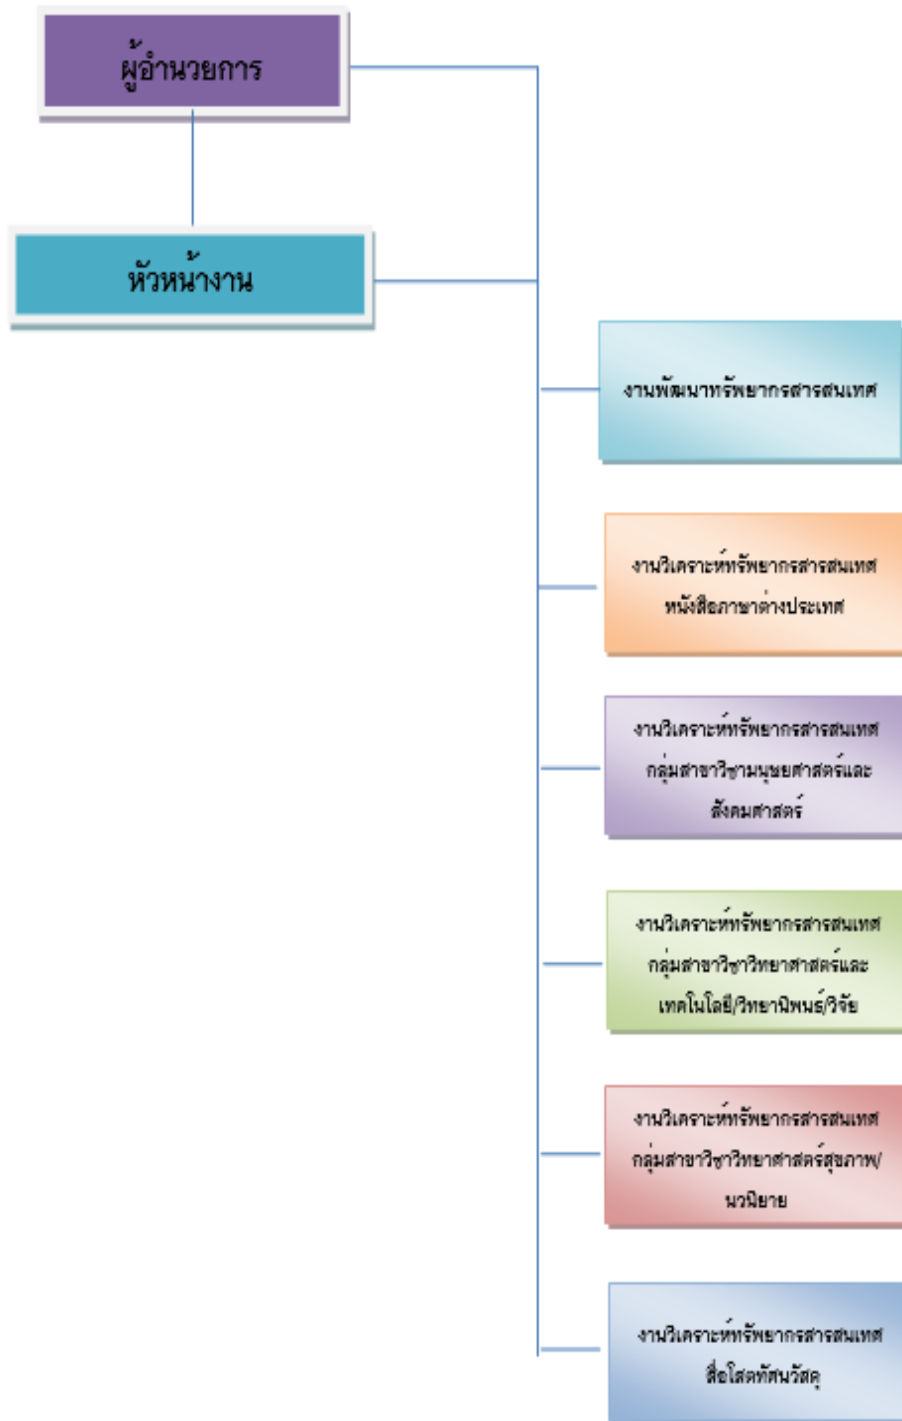 ผู้อำนวยการ
หัวหน้างาน
งานพัฒนาทรัพยากรสารสนเทศ
งานวิเคราะห์ทรัพยากรสารสนเทศ
หนังสือภาษาต่างประเทศ
งานวิเคราะห์ทรัพยากรสารสนเทศ
กลุ่มสาขาวิชามนุษยศาสตร์และ
สังคมศาสตร์
งานวิเคราะห์ทรัพยากรสารสนเทศ
กลุ่มสาขาวิชาวิทยาศาสตร์และ
เทคโนโลยี/วิทยานิพนธ์/วิจัย
งานวิเคราะห์ทรัพยากรสารสนเทศ
กลุ่มสาขาวิชาวิทยาศาสตร์สุขภาพ/
นวนิยาย
งานวิเคราะห์ทรัพยากรสารสนเทศ
สื่อโสตทัศนวัสดุ